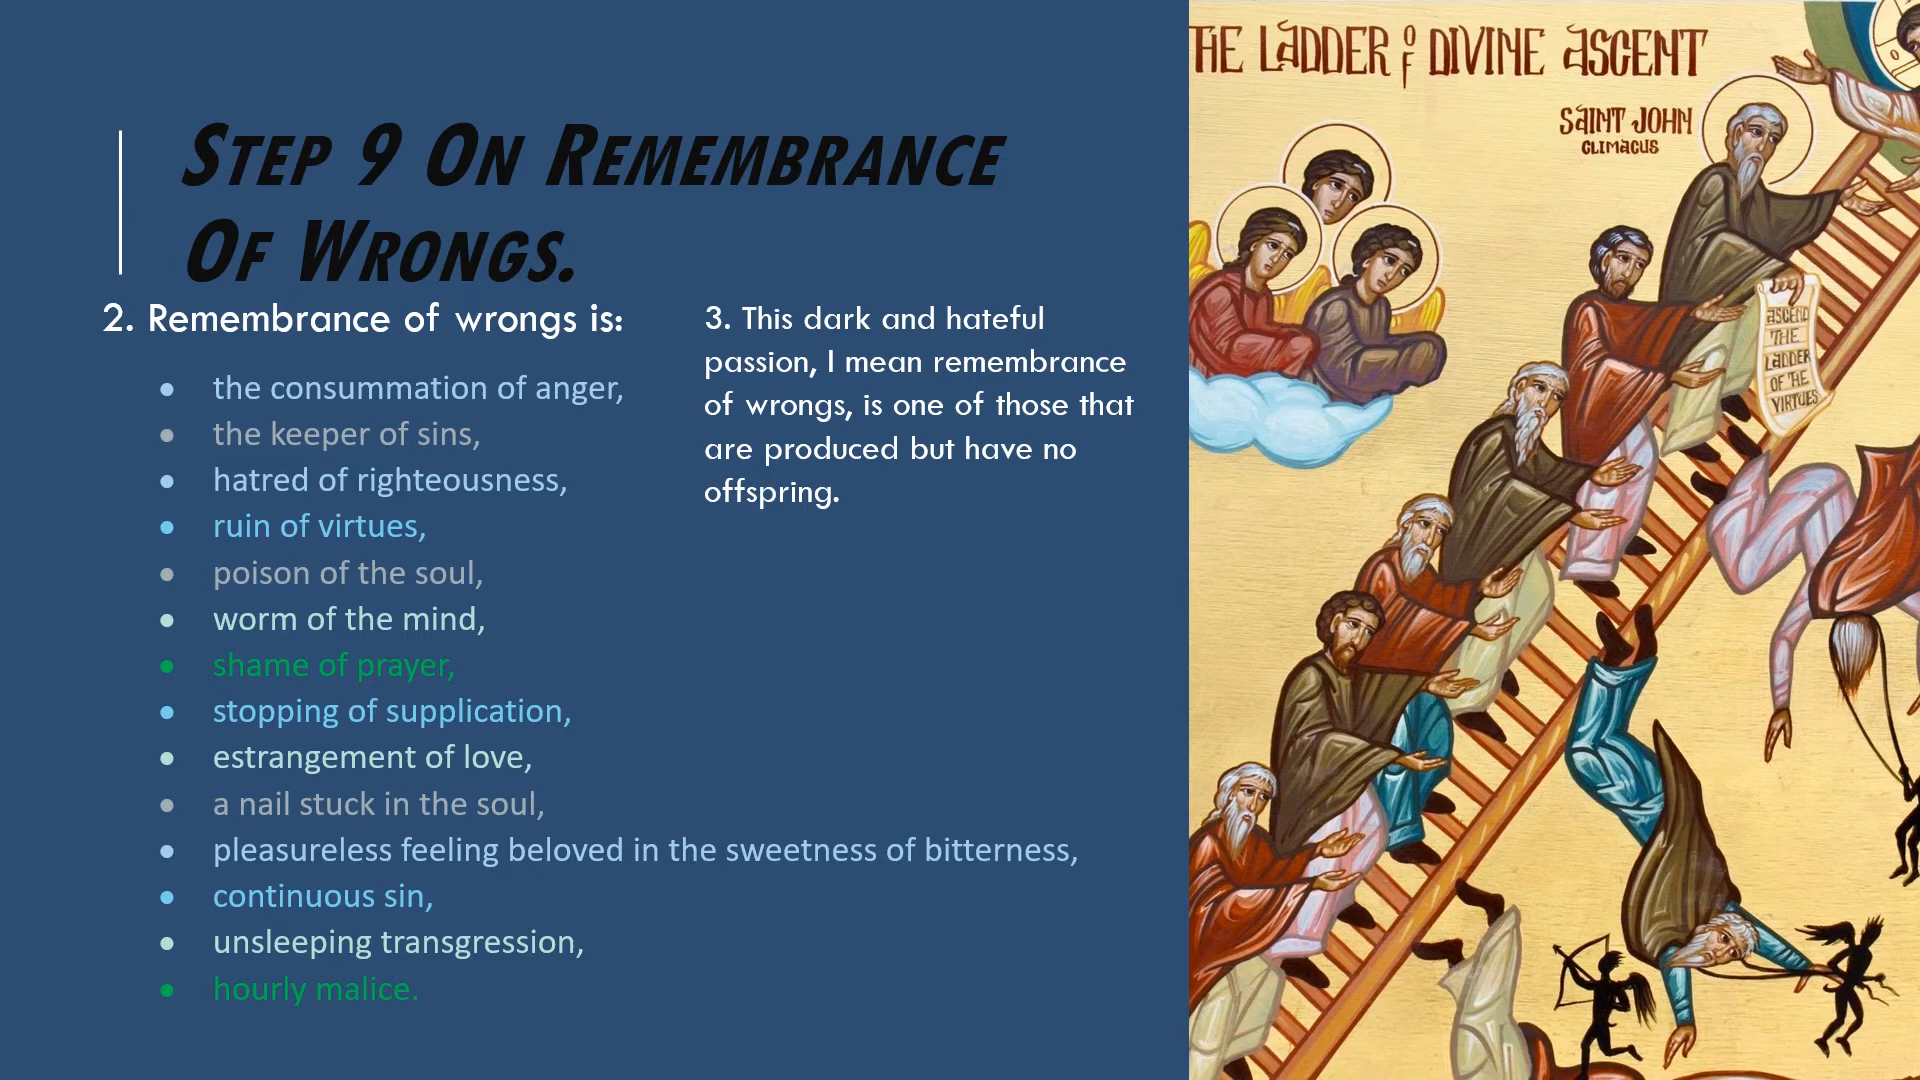 STEP 9 ON REMEMBRANCE
OF WRONGS.
2. Remembrance of wrongs is:
• the consummation of anger,
• the keeper of sins,
• hatred of righteousness,
• ruin of virtues,
• poison of the soul,
• worm of the mind,
• shame of prayer,
• stopping of supplication,
• estrangement of love,
• a nail stuck in the soul,
• pleasureless feeling beloved in the sweetness of bitterness,
• continuous sin,
• unsleeping transgression,
• hourly malice.
3. This dark and hateful
passion, I mean remembrance
of wrongs, is one of those that
are produced but have no
offspring.
THE LADDER OF DIVINE ASCENT
SAINT JOHN
CLIMACUS
ASCEND
THE
LADDER
OF THE
VIRTUES